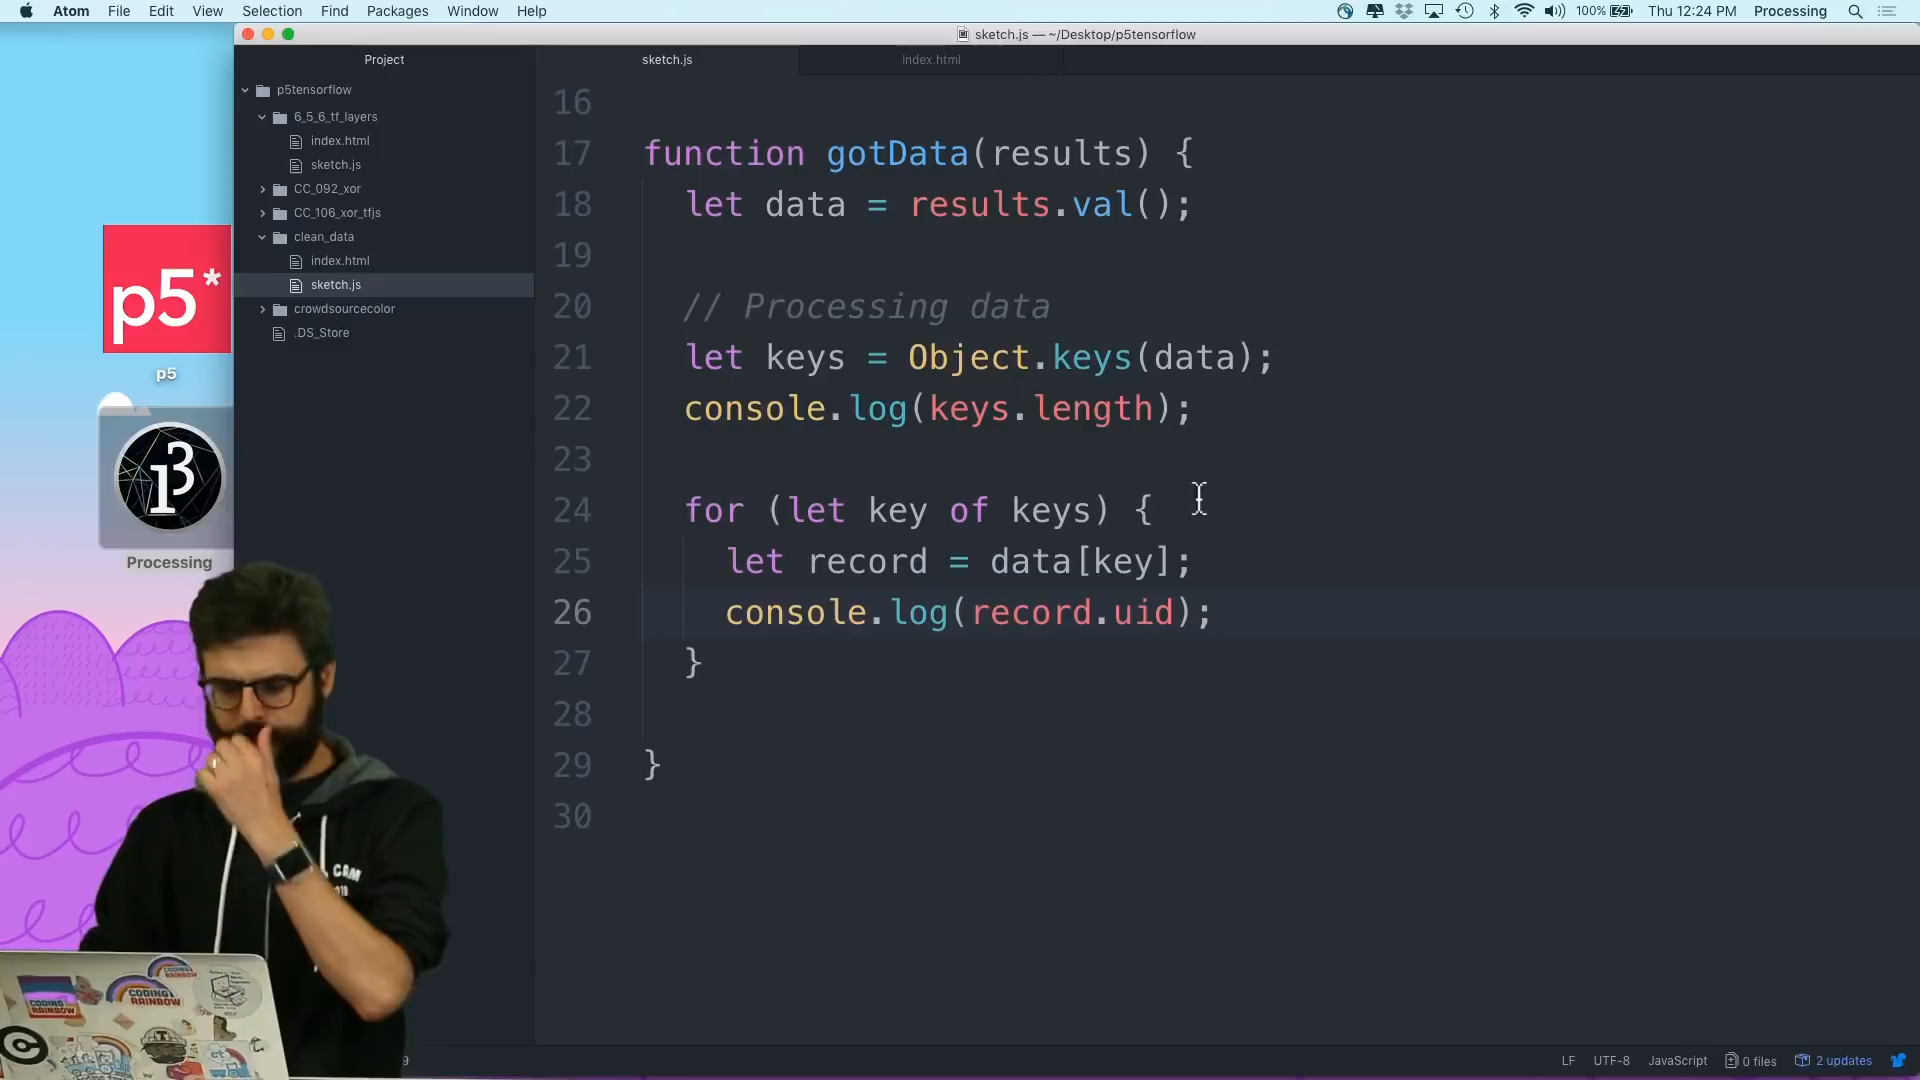 Atom File Edit View Selection Find Packages Window Help 100% Thu 12:24 PM Processing
sketch.js — ~/Desktop/p5tensorflow
Project sketch.js index.html
p5tensorflow
6_5_6_tf_layers
index.html
sketch.js
CC_092_xor
CC_106_xor_tfjs
clean_data
index.html
sketch.js
crowdsourcecolor
.DS_Store
p5*
p5
Processing
16
17 function gotData(results) {
18 let data = results.val();
19
20 // Processing data
21 let keys = Object.keys(data);
22 console.log(keys.length);
23
24 for (let key of keys) {
25 let record = data[key];
26 console.log(record.uid);
27 }
28
29 }
30
CODING
RAINBOW
CODING
RAINBOW
LF UTF-8 JavaScript 0 files 2 updates